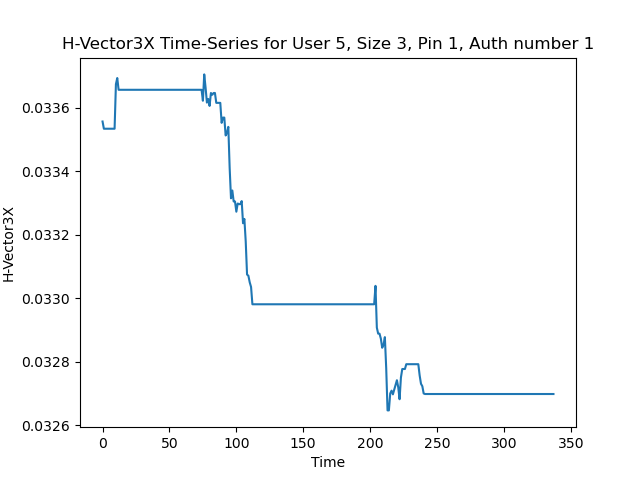 H-Vector3X Time-Series for User 5, Size 3, Pin 1, Auth number 1
0.0336
0.0334
0.0332
0.0330
0.0328
0.0326
H-Vector3X
0 50 100 150 200 250 300 350
Time